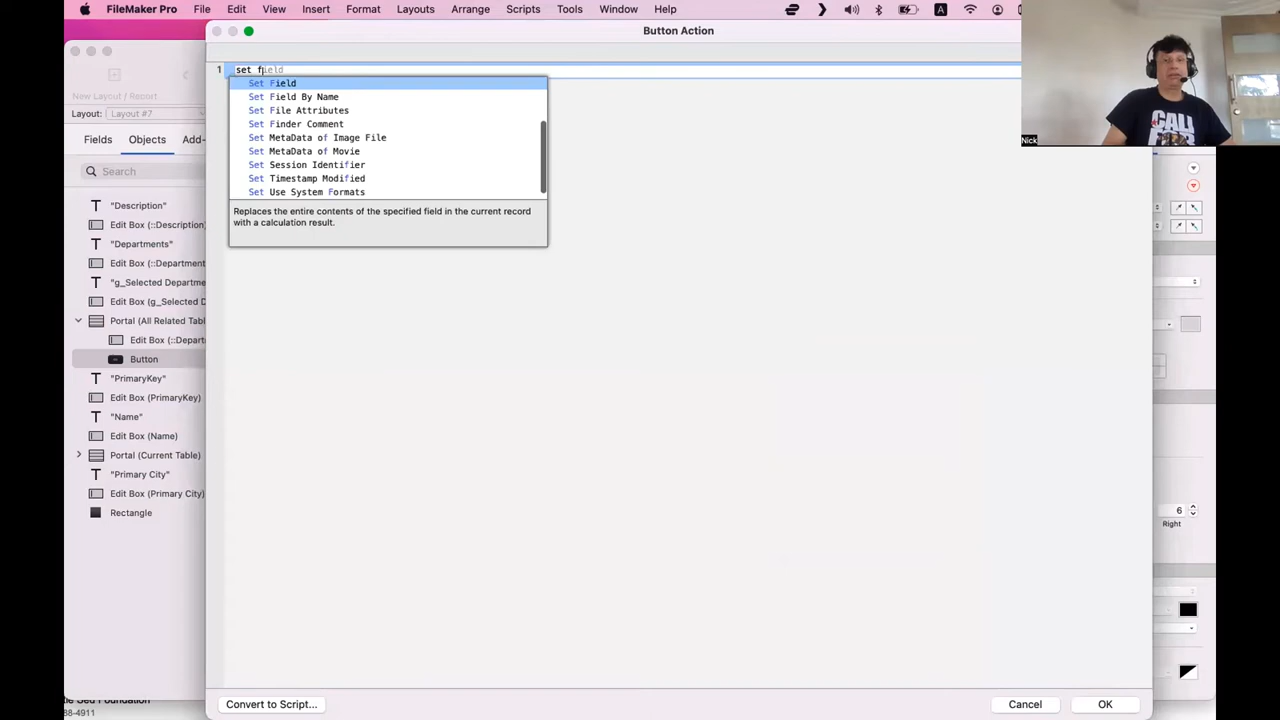 FileMaker Pro File Edit View Insert Format Layouts Arrange Scripts Tools Window Help A
Button Action
New Layout / Report
Layout: Layout #7
Fields Objects Add-
Search
"Description"
Edit Box (::Description)
"Departments"
Edit Box (::Department
"g_Selected Departme
Edit Box (g_Selected D
Portal (All Related Tabl
Edit Box (::Depart
Button
"PrimaryKey"
Edit Box (PrimaryKey)
"Name"
Edit Box (Name)
Portal (Current Table)
"Primary City"
Edit Box (Primary City)
Rectangle
1 set field
Set Field
Set Field By Name
Set File Attributes
Set Finder Comment
Set MetaData of Image File
Set MetaData of Movie
Set Session Identifier
Set Timestamp Modified
Set Use System Formats
Replaces the entire contents of the specified field in the current record
with a calculation result.
Nick
CALL
6
Right
Convert to Script...
Cancel
OK
88-4911